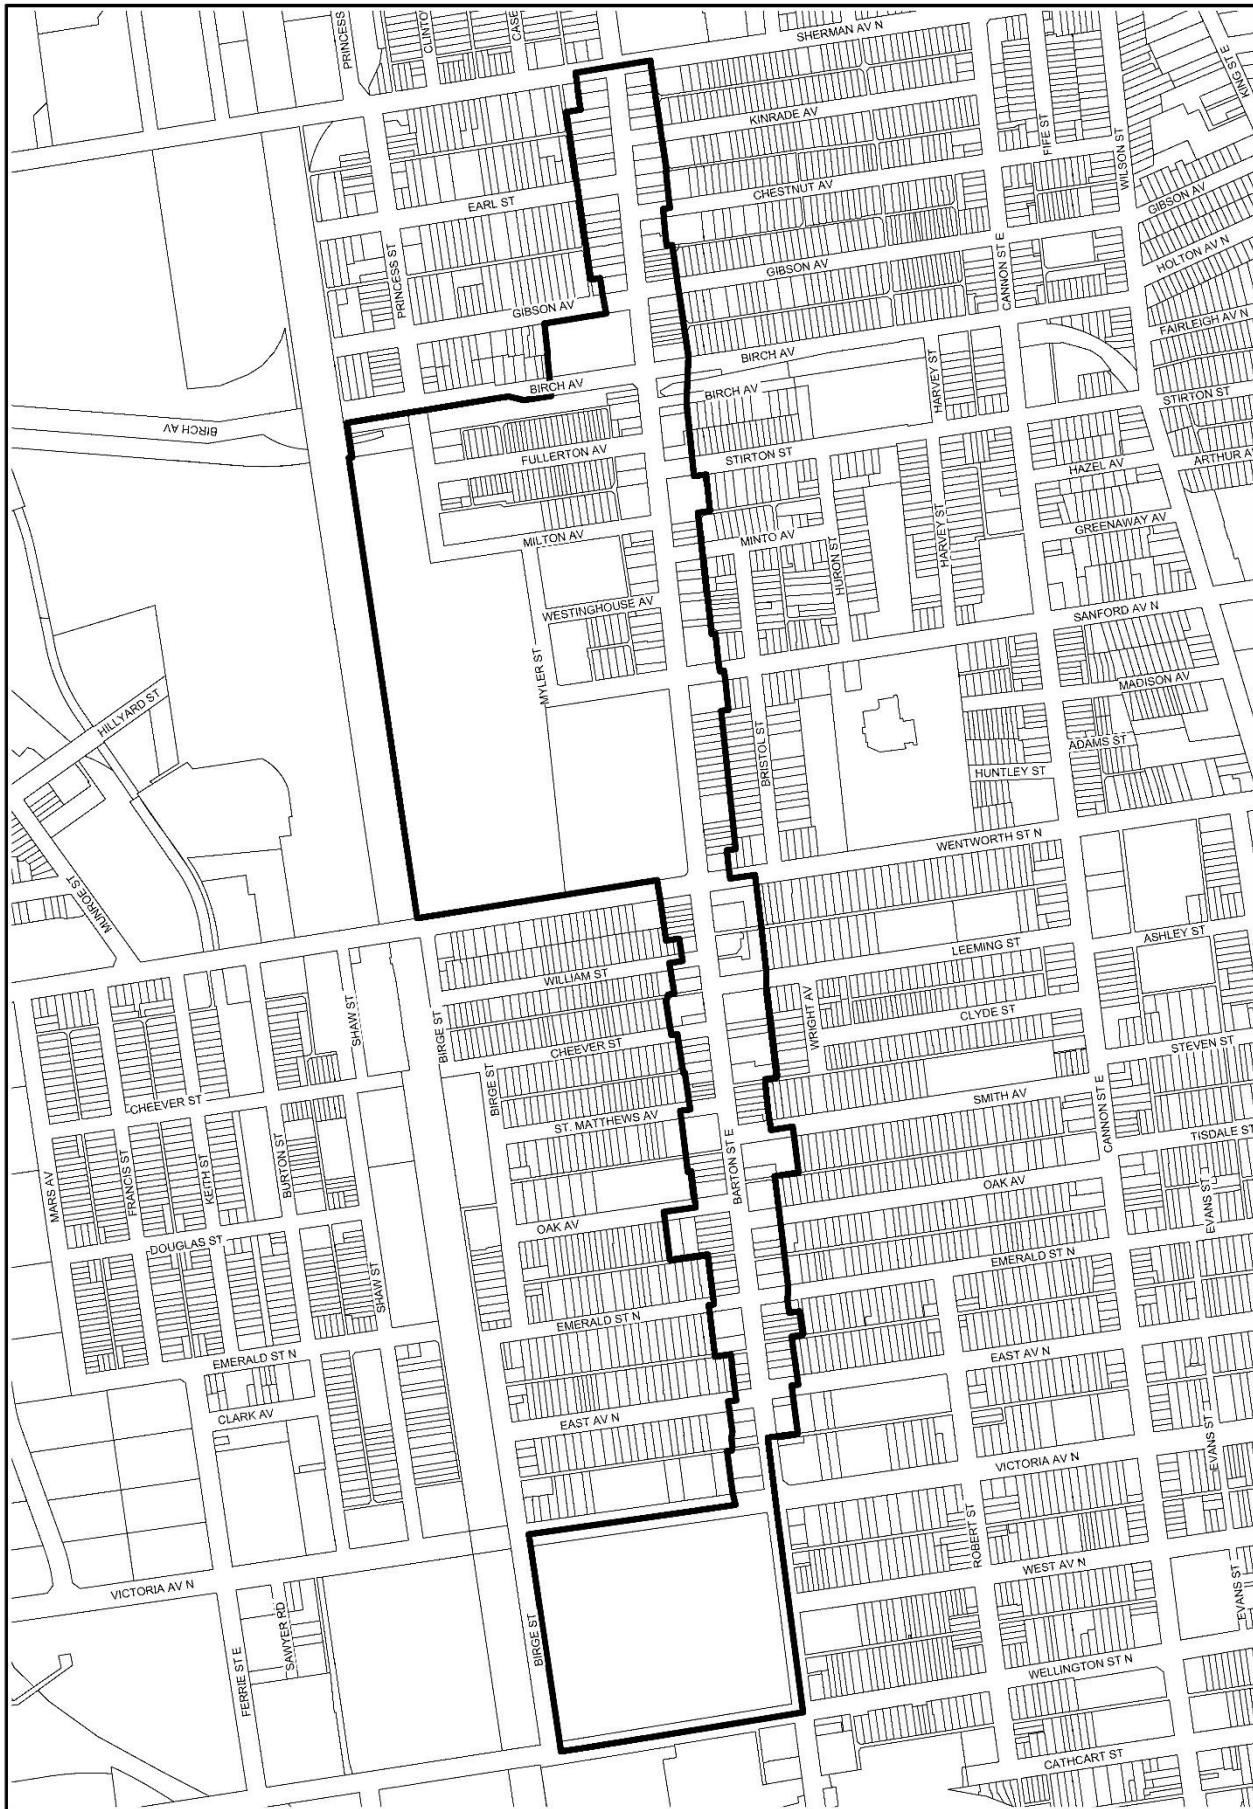 PRINCESS
CLINTO
CASE
SHERMAN AV N
KING ST E
KINRADE AV
FIFE ST
WILSON ST
CHESTNUT AV
GIBSON AV
EARL ST
PRINCESS ST
CANNON ST E
HOLTON AV N
GIBSON AV
GIBSON AV
FAIRLEIGH AV N
BIRCH AV
BIRCH AV
BIRCH AV
HARVEY ST
STIRTON ST
BIRCH AV
FULLERTON AV
STIRTON ST
HAZEL AV
ARTHUR A
MILTON AV
MINTO AV
HURON ST
HARVEY ST
GREENAWAY AV
WESTINGHOUSE AV
SANFORD AV N
MYLER ST
MADISON AV
HILLYARD ST
BRISTOL ST
ADAMS ST
HUNTLEY ST
WENTWORTH ST N
MUNROE ST
LEEMING ST
ASHLEY ST
WILLIAM ST
SHAW ST
BIRGE ST
WRIGHT AV
CLYDE ST
CHEEVER ST
STEVEN ST
BIRGE ST
CHEEVER ST
SMITH AV
CANNON ST E
ST. MATTHEWS AV
TISDALE ST
MARS AV
FRANCIS ST
KEITH ST
BURTON ST
BARTON ST E
OAK AV
EVANS ST
OAK AV
DOUGLAS ST
SHAW ST
EMERALD ST N
EMERALD ST N
EMERALD ST N
EAST AV N
CLARK AV
EAST AV N
EVANS ST
VICTORIA AV N
ROBERT ST
WEST AV N
VICTORIA AV N
EVANS ST
SAWYER RD
BIRGE ST
FERRIE ST E
WELLINGTON ST N
CATHCART ST